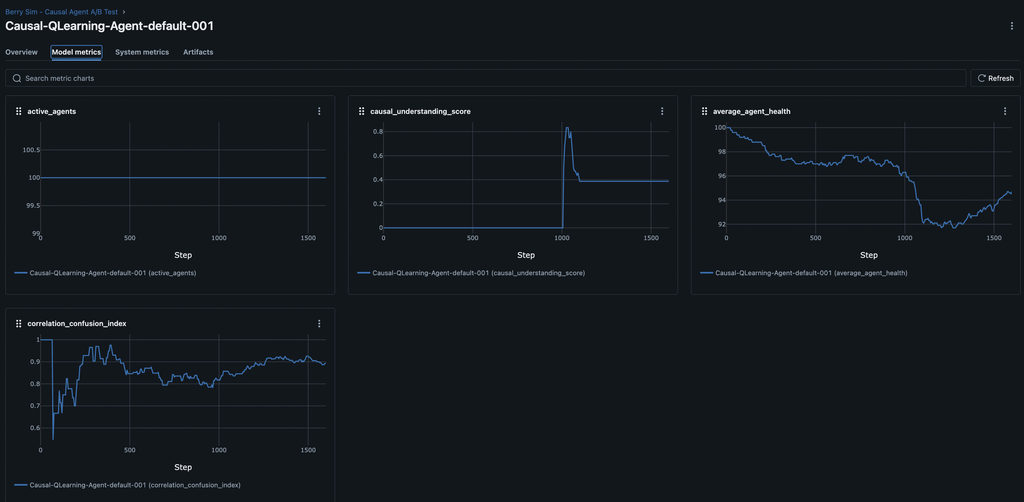 Berry Sim - Causal Agent A/B Test ›
Causal-QLearning-Agent-default-001
Overview Model metrics System metrics Artifacts
Search metric charts
Refresh
active_agents
100.5
100
99.5
99
0 500 1000 1500
Step
Causal-QLearning-Agent-default-001 (active_agents)
causal_understanding_score
0.8
0.6
0.4
0.2
0
0 500 1000 1500
Step
Causal-QLearning-Agent-default-001 (causal_understanding_score)
average_agent_health
100
98
96
94
92
0 500 1000 1500
Step
Causal-QLearning-Agent-default-001 (average_agent_health)
correlation_confusion_index
1
0.9
0.8
0.7
0.6
0 500 1000 1500
Step
Causal-QLearning-Agent-default-001 (correlation_confusion_index)